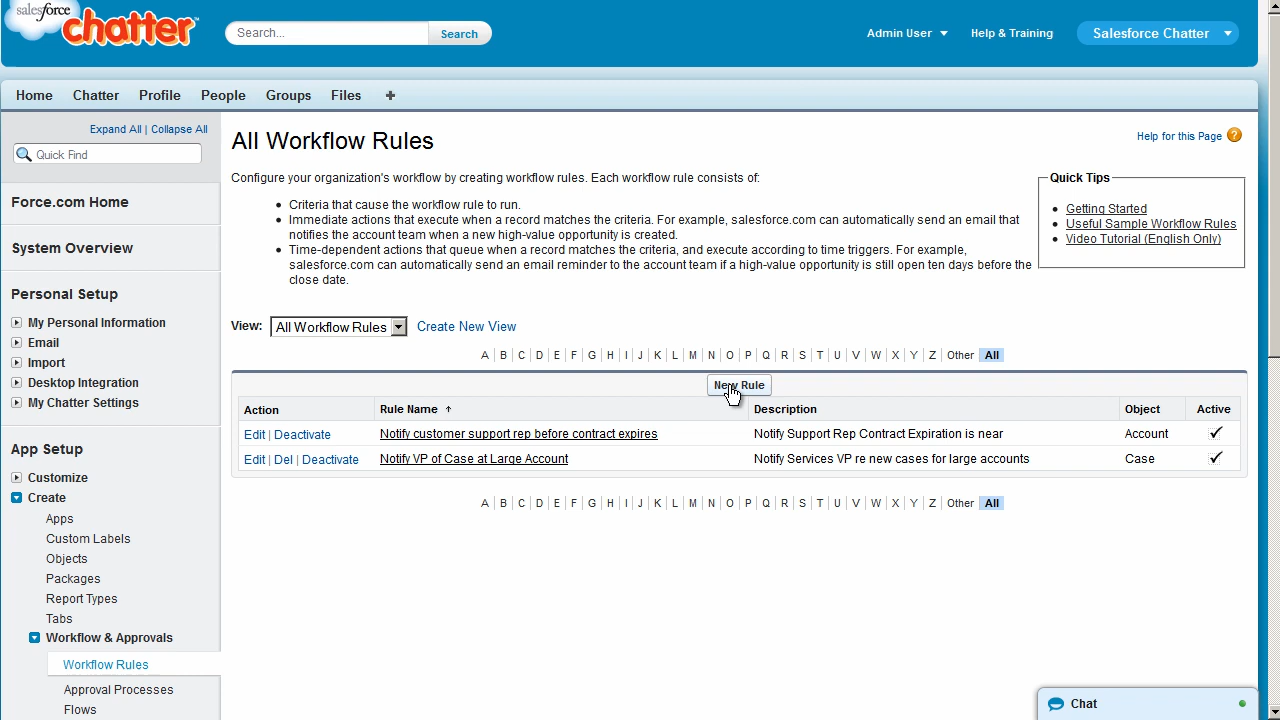 salesforce
chatter
Search...
Search
Admin User
Help & Training
Salesforce Chatter
Home
Chatter
Profile
People
Groups
Files
Expand All | Collapse All
Quick Find
Force.com Home
System Overview
Personal Setup
My Personal Information
Email
Import
Desktop Integration
My Chatter Settings
App Setup
Customize
Create
Apps
Custom Labels
Objects
Packages
Report Types
Tabs
Workflow & Approvals
Workflow Rules
Approval Processes
Flows
All Workflow Rules
Help for this Page ?
Configure your organization's workflow by creating workflow rules. Each workflow rule consists of:
• Criteria that cause the workflow rule to run.
• Immediate actions that execute when a record matches the criteria. For example, salesforce.com can automatically send an email that
notifies the account team when a new high-value opportunity is created.
• Time-dependent actions that queue when a record matches the criteria, and execute according to time triggers. For example,
salesforce.com can automatically send an email reminder to the account team if a high-value opportunity is still open ten days before the
close date.
Quick Tips
• Getting Started
• Useful Sample Workflow Rules
• Video Tutorial (English Only)
View: All Workflow Rules Create New View
A | B | C | D | E | F | G | H | I | J | K | L | M | N | O | P | Q | R | S | T | U | V | W | X | Y | Z | Other All
New Rule
Action Rule Name Description Object Active
Edit | Deactivate Notify customer support rep before contract expires Notify Support Rep Contract Expiration is near Account
Edit | Del | Deactivate Notify VP of Case at Large Account Notify Services VP re new cases for large accounts Case
A | B | C | D | E | F | G | H | I | J | K | L | M | N | O | P | Q | R | S | T | U | V | W | X | Y | Z | Other All
Chat